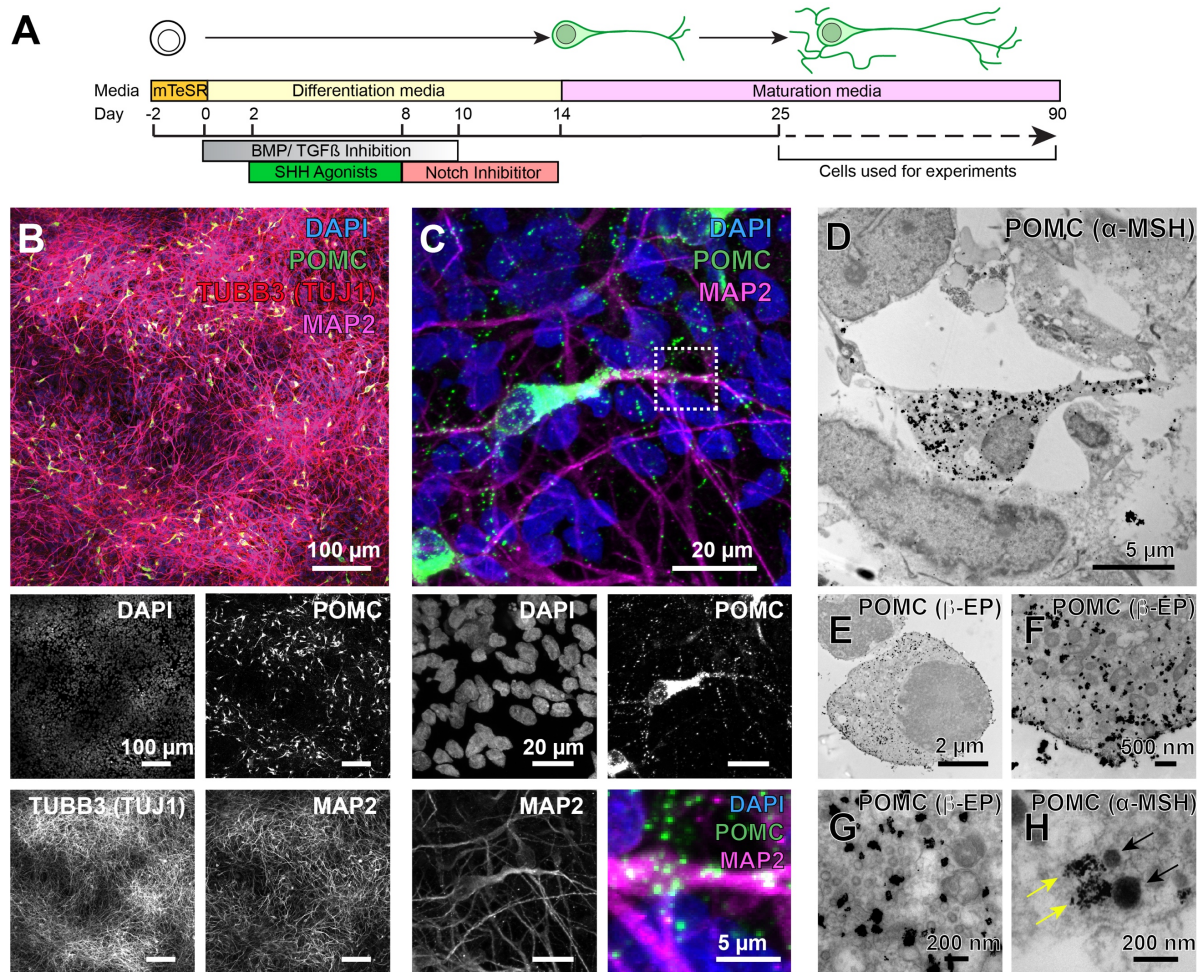 A
Media mTeSR Differentiation media Maturation media
Day -2 0 2 8 10 14 25 90
BMP/ TGFß Inhibition
SHH Agonists Notch Inhibititor
Cells used for experiments
B
DAPI
POMC
TUBB3 (TUJ1)
MAP2
100 µm
C
DAPI
POMC
MAP2
20 µm
D POMC (α-MSH)
5 µm
DAPI
100 µm
POMC
DAPI
20 µm
POMC
E POMC (β-EP)
2 µm
F POMC (β-EP)
500 nm
TUBB3 (TUJ1)
MAP2
MAP2
DAPI
POMC
MAP2
5 µm
G POMC (β-EP)
200 nm
H POMC (α-MSH)
200 nm